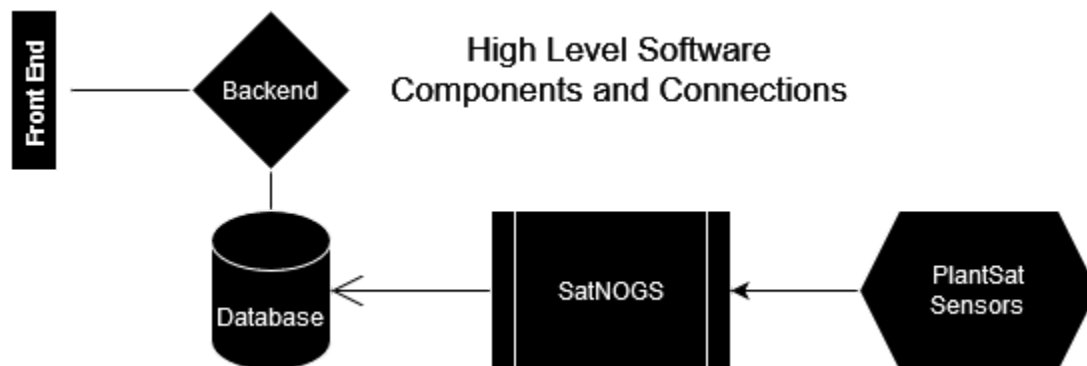 Front End
Backend
High Level Software
Components and Connections
Database
SatNOGS
PlantSat
Sensors